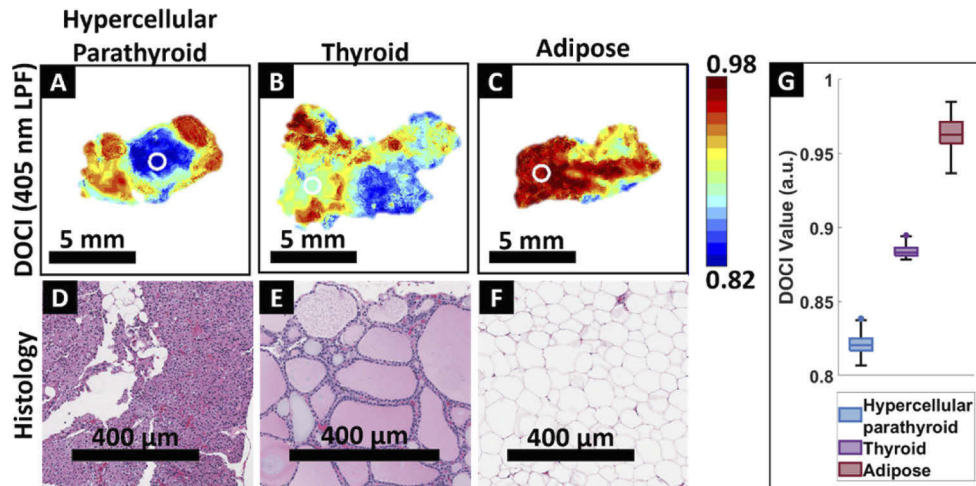 Hypercellular
Parathyroid
Thyroid
Adipose
DOCI (405 nm LPF)
A
B
C
5 mm
5 mm
5 mm
0.98
0.82
Histology
D
E
F
400 µm
400 µm
400 µm
G
DOCI Value (a.u.)
1
0.95
0.9
0.85
0.8
Hypercellular
parathyroid
Thyroid
Adipose